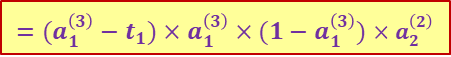 = (a₁⁽³⁾ − t₁) × a₁⁽³⁾ × (1 − a₁⁽³⁾) × a₂⁽²⁾